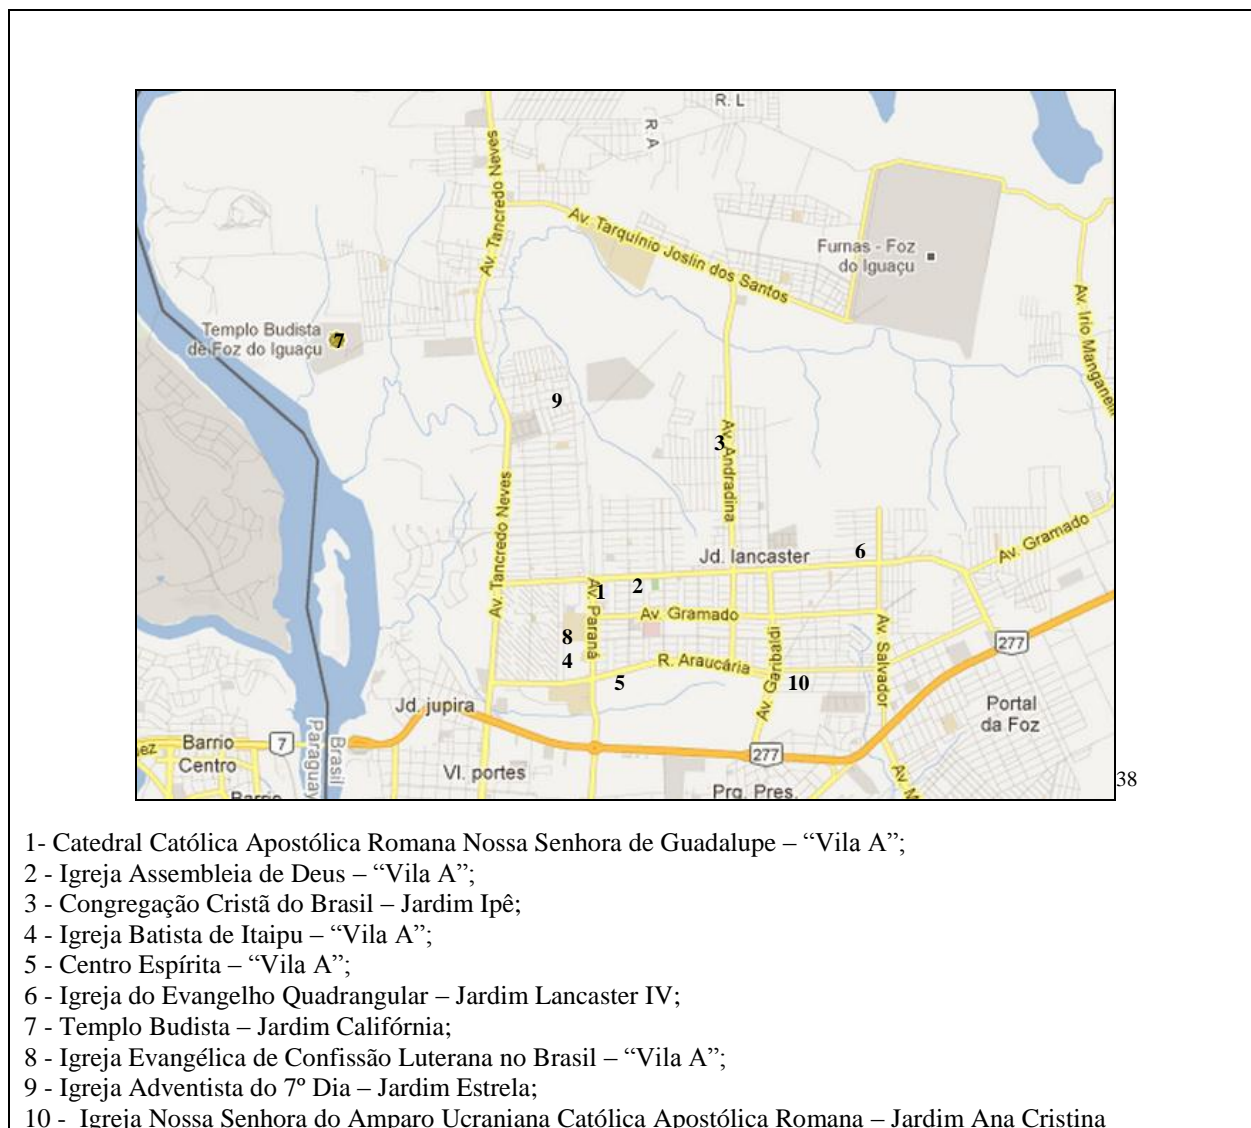 R. L
R. A
Av. Tancredo Neves
Av. Tarquínio Joslin dos Santos
Furnas - Foz
do Iguaçu
Av. Irio Manganelli
Templo Budista
de Foz do Iguaçu
7
9
3
Av. Andradina
Av. Tancredo Neves
Jd. lancaster
6
Av. Gramado
1
2
Av. Paraná
Av. Gramado
8
4
5
R. Araucária
Av. Garibaldi
10
Av. Salvador
277
Portal
da Foz
Jd. jupira
7
Barrio
Centro
ez
Paraguay
Brasil
277
Vl. portes
Prq. Pres.
Barrio
Av. M
38
1- Catedral Católica Apostólica Romana Nossa Senhora de Guadalupe – “Vila A”;
2 - Igreja Assembleia de Deus – “Vila A”;
3 - Congregação Cristã do Brasil – Jardim Ipê;
4 - Igreja Batista de Itaipu – “Vila A”;
5 - Centro Espírita – “Vila A”;
6 - Igreja do Evangelho Quadrangular – Jardim Lancaster IV;
7 - Templo Budista – Jardim Califórnia;
8 - Igreja Evangélica de Confissão Luterana no Brasil – “Vila A”;
9 - Igreja Adventista do 7º Dia – Jardim Estrela;
10 - Igreja Nossa Senhora do Amparo Ucraniana Católica Apostólica Romana – Jardim Ana Cristina